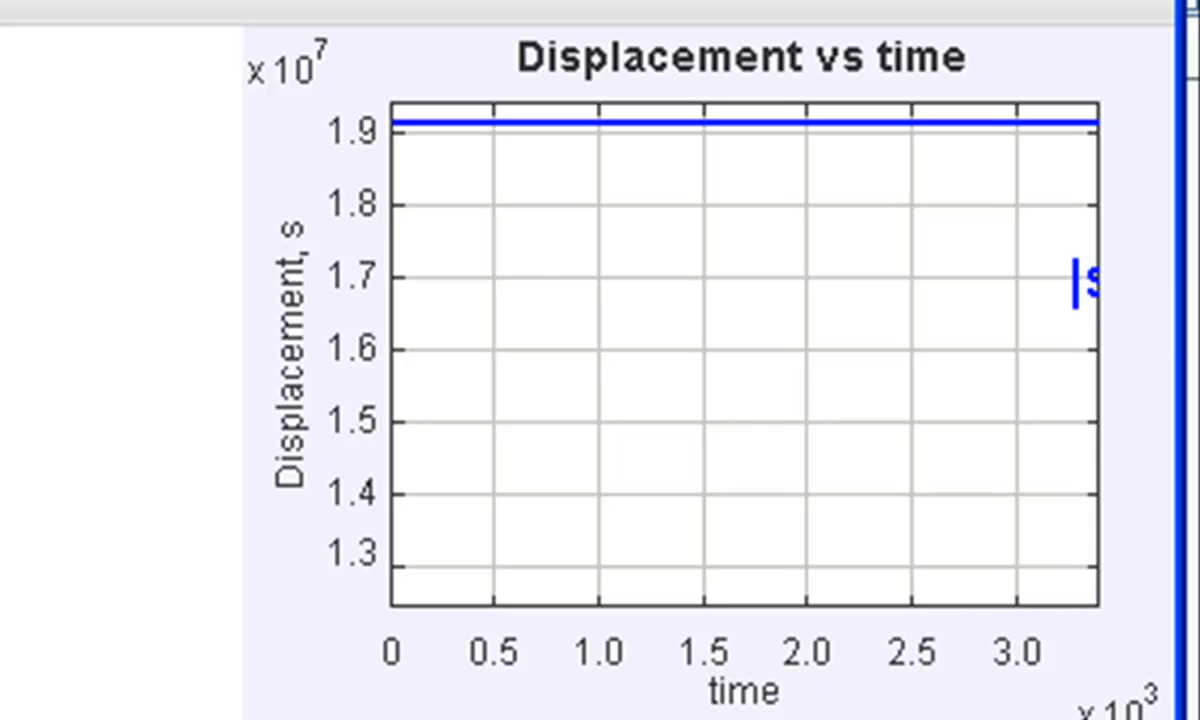 x 10^7
Displacement vs time
1.9
1.8
1.7
1.6
1.5
1.4
1.3
Displacement, s
|s
0 0.5 1.0 1.5 2.0 2.5 3.0
time
x 10^3